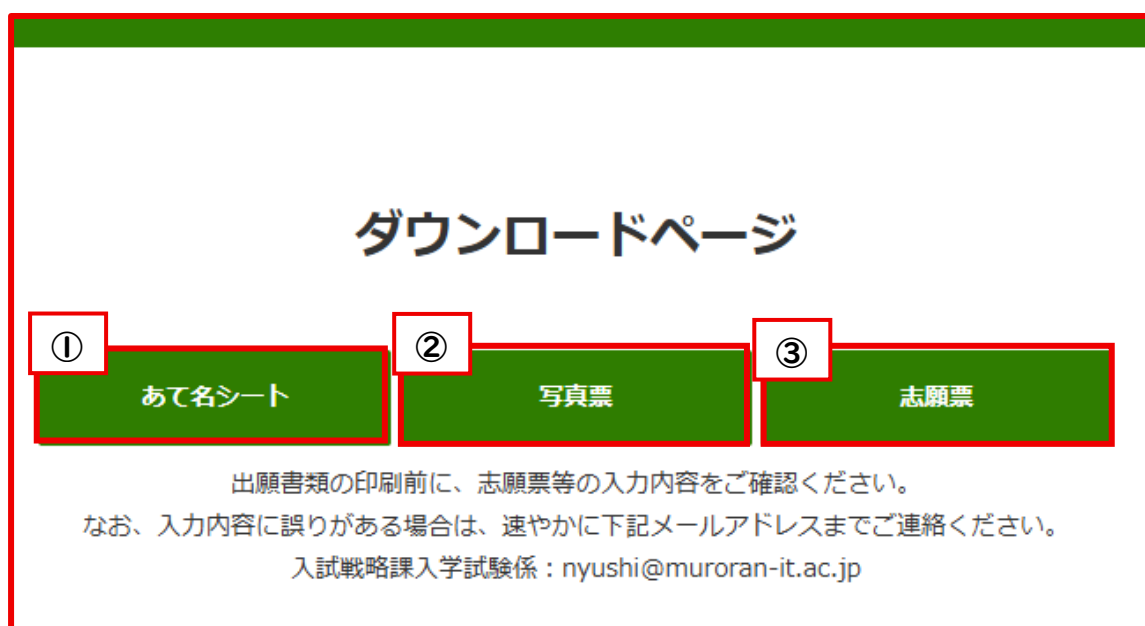 ダウンロードページ
① ② ③
あて名シート 写真票 志願票
出願書類の印刷前に、志願票等の入力内容をご確認ください。
なお、入力内容に誤りがある場合は、速やかに下記メールアドレスまでご連絡ください。
入試戦略課入学試験係：nyushi@muroran-it.ac.jp